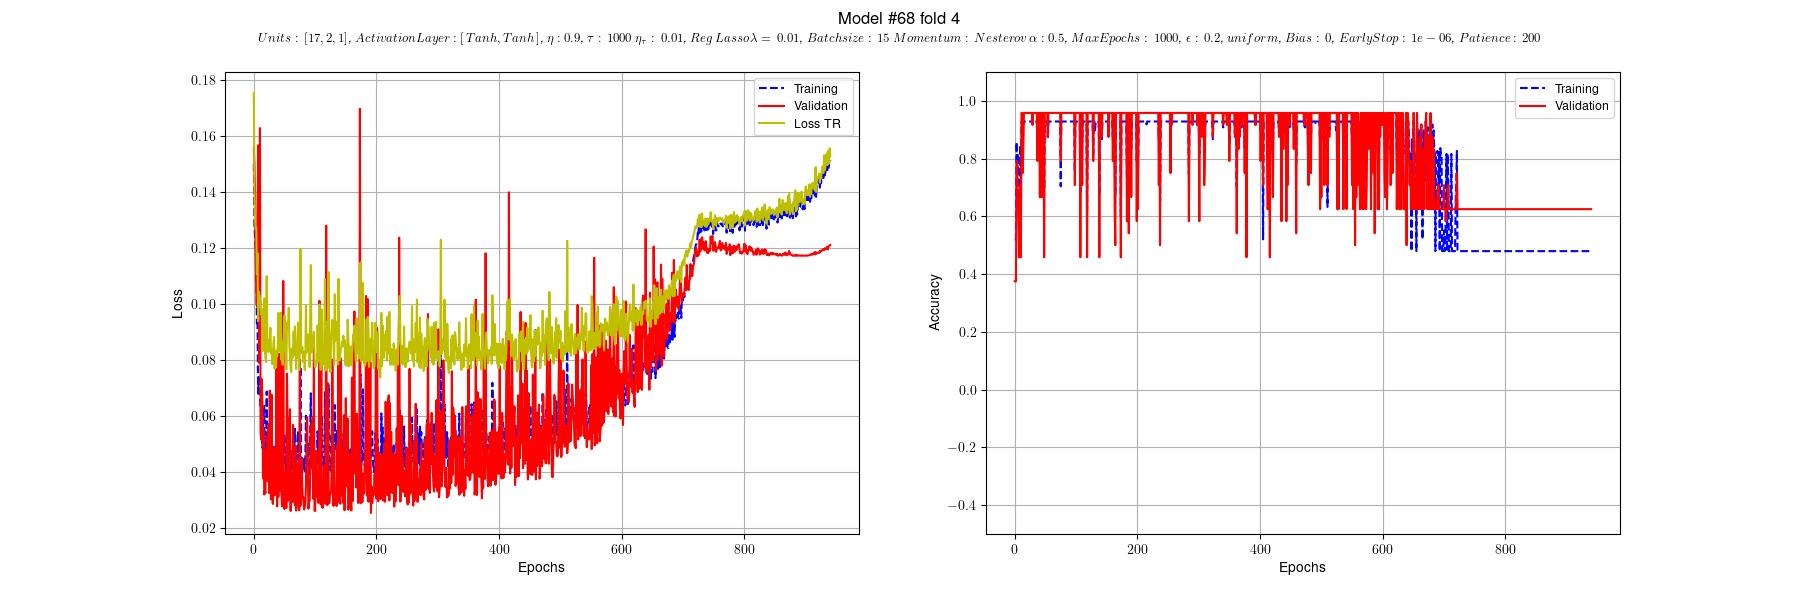 Model #68 fold 4
Units : [17, 2, 1], ActivationLayer : [Tanh, Tanh], η : 0.9, τ : 1000 ητ : 0.01, Reg Lassoλ = 0.01, Batchsize : 15 Momentum : Nesterov α : 0.5, MaxEpochs : 1000, ϵ : 0.2, uniform, Bias : 0, EarlyStop : 1e − 06, Patience : 200
Loss
0.18
0.16
0.14
0.12
0.10
0.08
0.06
0.04
0.02
Training
Validation
Loss TR
0 200 400 600 800
Epochs
Accuracy
1.0
0.8
0.6
0.4
0.2
0.0
−0.2
−0.4
Training
Validation
0 200 400 600 800
Epochs